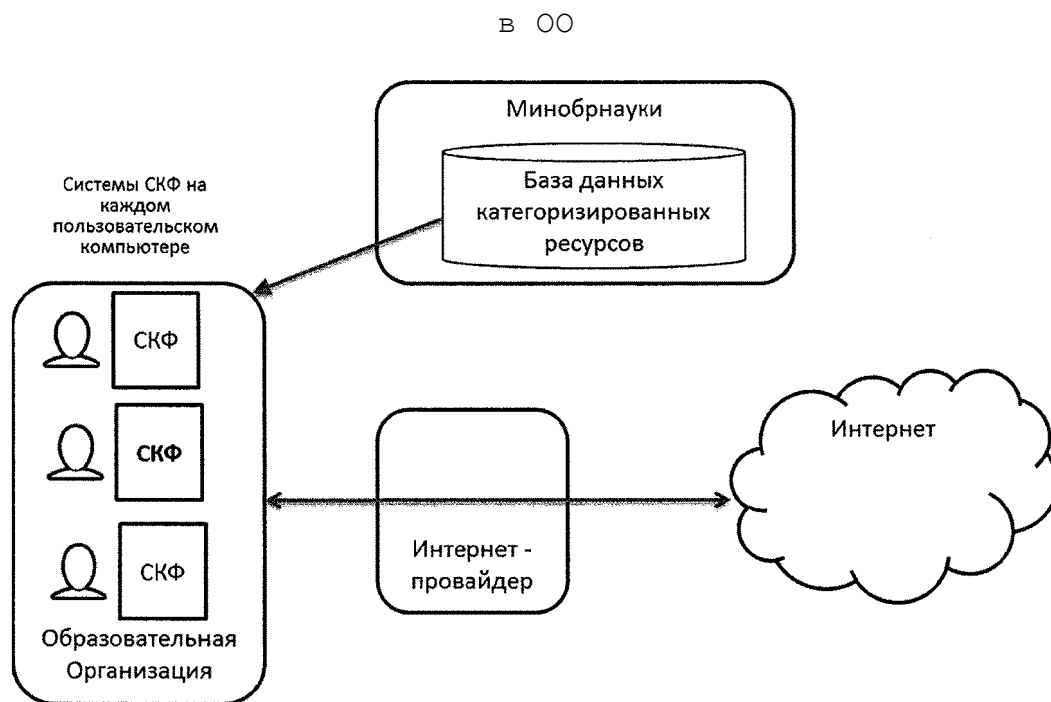 в ОО
Минобрнауки
База данных
категоризированных
ресурсов
Системы СКФ на
каждом
пользовательском
компьютере
СКФ
СКФ
СКФ
Образовательная
Организация
Интернет -
провайдер
Интернет